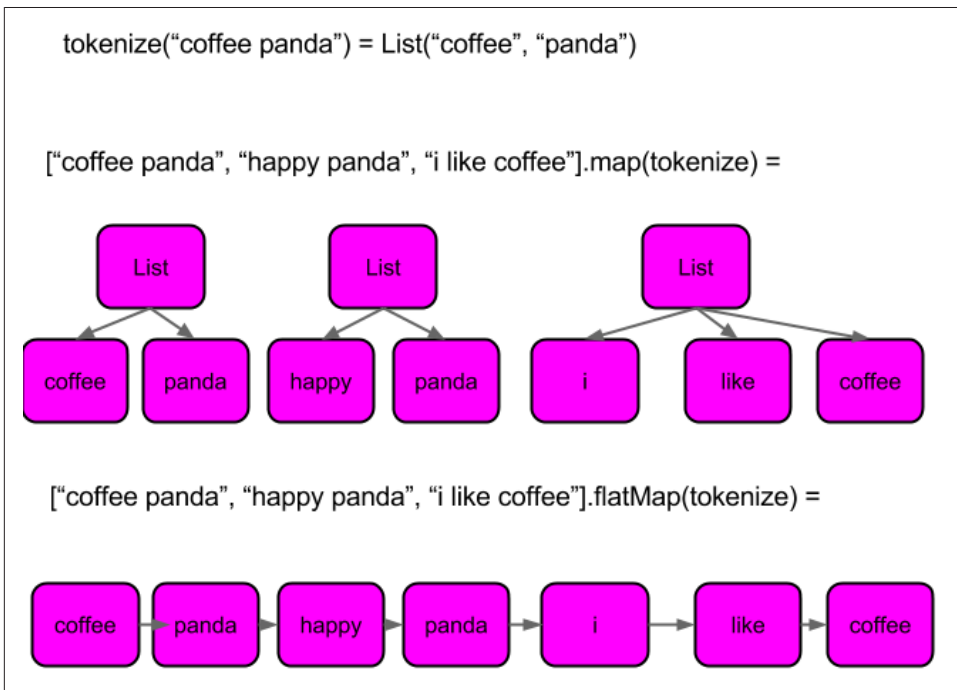 tokenize(“coffee panda”) = List(“coffee”, “panda”)
[“coffee panda”, “happy panda”, “i like coffee”].map(tokenize) =
List List List
coffee panda happy panda i like coffee
[“coffee panda”, “happy panda”, “i like coffee”].flatMap(tokenize) =
coffee panda happy panda i like coffee